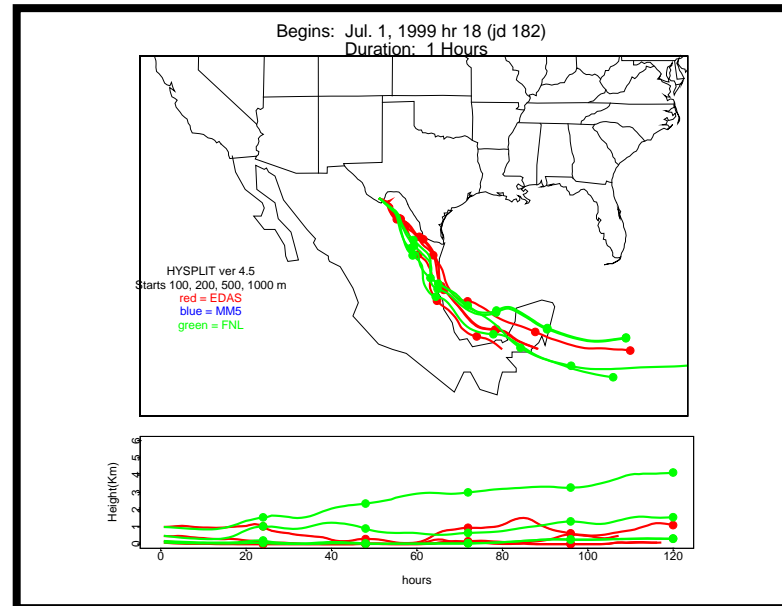 Begins:  Jul. 1, 1999 hr 18 (jd 182)
Duration:  1 Hours
HYSPLIT ver 4.5
Starts 100, 200, 500, 1000 m
red = EDAS
blue = MM5
green = FNL
Height(Km)
6
5
4
3
2
1
0
0 20 40 60 80 100 120
hours